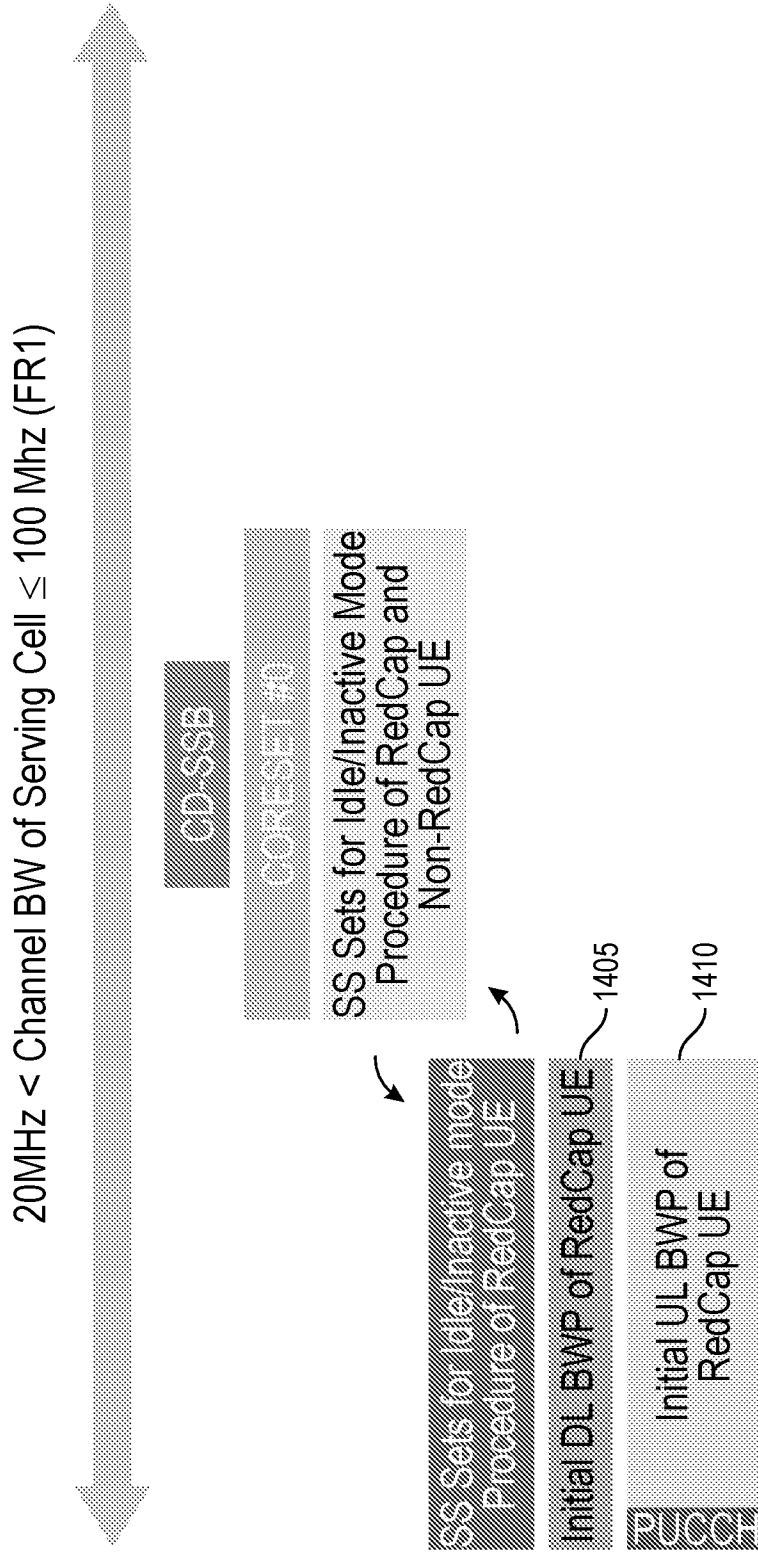 20MHz < Channel BW of Serving Cell ≤ 100 Mhz (FR1)
CD-SSB
CORESET #0
SS Sets for Idle/Inactive Mode
Procedure of RedCap and
Non-RedCap UE
SS Sets for Idle/Inactive mode
Procedure of RedCap UE
Initial DL BWP of RedCap UE
1405
Initial UL BWP of
RedCap UE
1410
PUCCH